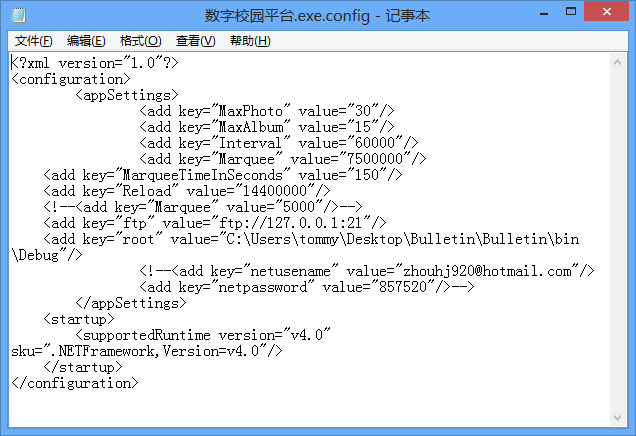 数字校园平台.exe.config - 记事本
文件(F) 编辑(E) 格式(O) 查看(V) 帮助(H)
<?xml version="1.0"?>
<configuration>
<appSettings>
<add key="MaxPhoto" value="30"/>
<add key="MaxAlbum" value="15"/>
<add key="Interval" value="60000"/>
<add key="Marquee" value="7500000"/>
<add key="MarqueeTimeInSeconds" value="150"/>
<add key="Reload" value="14400000"/>
<!--<add key="Marquee" value="5000"/>-->
<add key="ftp" value="ftp://127.0.0.1:21"/>
<add key="root" value="C:\Users\tommy\Desktop\Bulletin\Bulletin\bin
\Debug"/>
<!--<add key="netusename" value="zhouhj920@hotmail.com"/>
<add key="netpassword" value="857520"/>-->
</appSettings>
<startup>
<supportedRuntime version="v4.0"
sku=".NETFramework,Version=v4.0"/>
</startup>
</configuration>